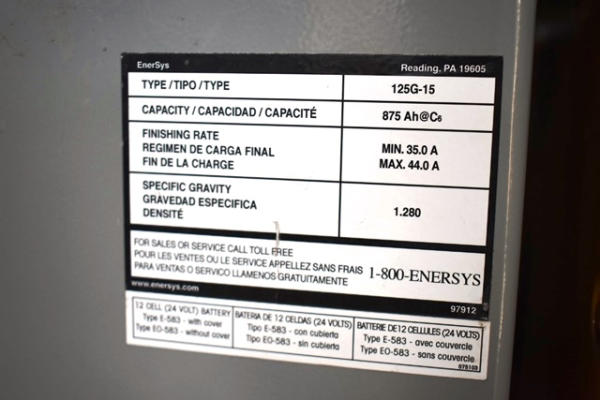 EnerSys
Reading, PA 19605
TYPE / TIPO / TYPE
125G-15
CAPACITY / CAPACIDAD / CAPACITÉ
875 Ah@C6
FINISHING RATE
REGIMEN DE CARGA FINAL
FIN DE LA CHARGE
MIN. 35.0 A
MAX. 44.0 A
SPECIFIC GRAVITY
GRAVEDAD ESPECIFICA
DENSITÉ
1.280
FOR SALES OR SERVICE CALL TOLL FREE
POUR LES VENTES OU LE SERVICE APPELLEZ SANS FRAIS
PARA VENTAS O SERVICO LLAMENOS GRATUITAMENTE
1-800-ENERSYS
www.enersys.com
97912
12 CELL (24 VOLT) BATTERY
Type E-583 - with cover
Type EO-583 - without cover
BATERIA DE 12 CELDAS (24 VOLTS)
Tipo E-583 - con cubierta
Tipo EO-583 - sin cubierta
BATTERIE DE 12 CELLULES (24 VOLTS)
Type E-583 - avec couvercle
Type EO-583 - sans couvercle